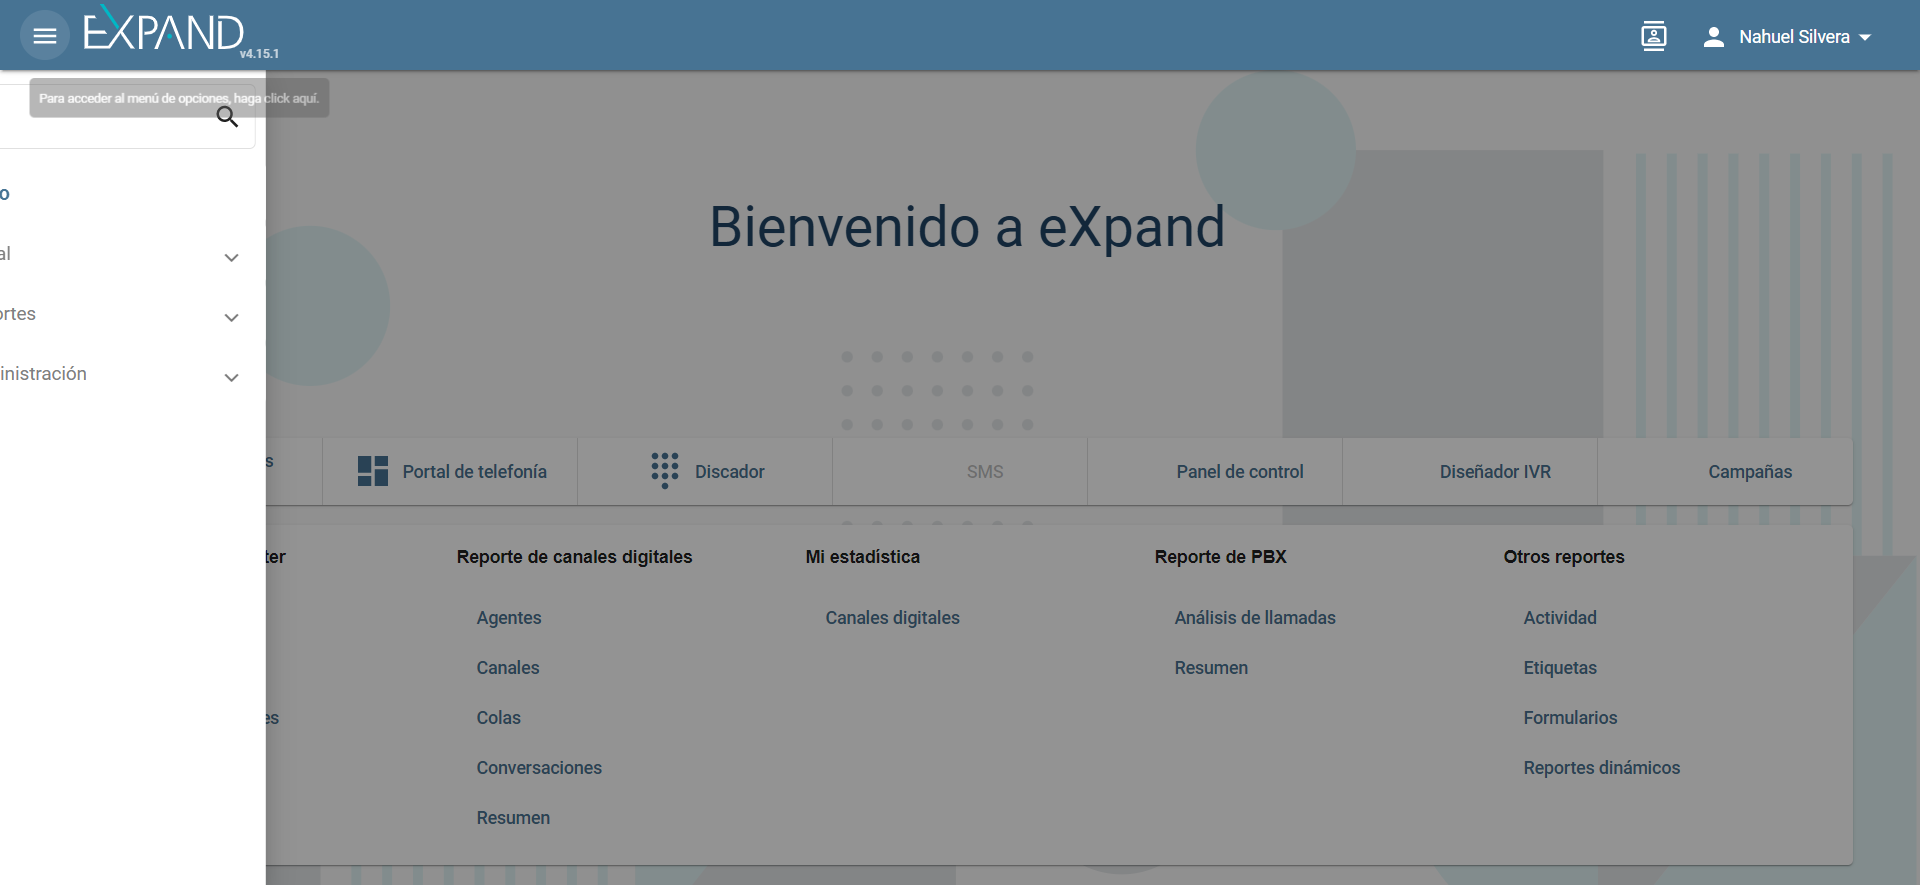 EXPAND
v4.15.1
Nahuel Silvera
Para acceder al menú de opciones, haga click aquí.
o
al
ortes
inistración
Bienvenido a eXpand
s
Portal de telefonía
Discador
SMS
Panel de control
Diseñador IVR
Campañas
ter
es
Reporte de canales digitales
Agentes
Canales
Colas
Conversaciones
Resumen
Mi estadística
Canales digitales
Reporte de PBX
Análisis de llamadas
Resumen
Otros reportes
Actividad
Etiquetas
Formularios
Reportes dinámicos